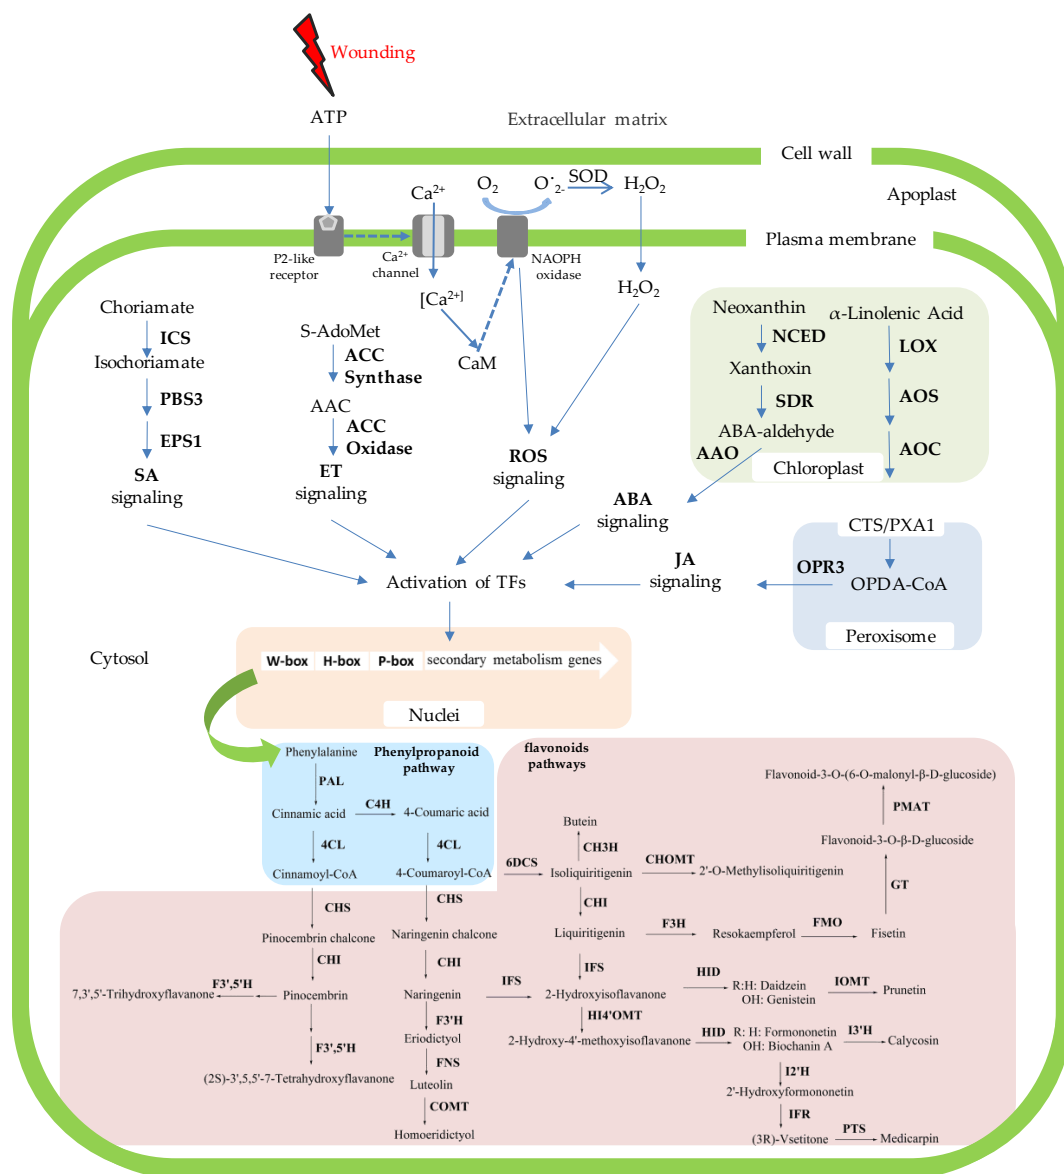 Wounding
ATP
Extracellular matrix
Cell wall
Apoplast
Plasma membrane
Ca²⁺
O₂
O˙₂₋
SOD
H₂O₂
P2-like
receptor
Ca²⁺
channel
NAOPH
oxidase
[Ca²⁺]
H₂O₂
CaM
Choriamate
ICS
Isochoriamate
PBS3
EPS1
SA
signaling
S-AdoMet
ACC
Synthase
AAC
ACC
Oxidase
ET
signaling
ROS
signaling
Neoxanthin
NCED
Xanthoxin
SDR
ABA-aldehyde
AAO
α-Linolenic Acid
LOX
AOS
AOC
Chloroplast
ABA
signaling
CTS/PXA1
OPR3
OPDA-CoA
Peroxisome
JA
signaling
Activation of TFs
Cytosol
W-box H-box P-box secondary metabolism genes
Nuclei
Phenylalanine
Phenylpropanoid
pathway
PAL
Cinnamic acid
C4H
4-Coumaric acid
4CL
4CL
Cinnamoyl-CoA
4-Coumaroyl-CoA
flavonoids
pathways
6DCS
Butein
CH3H
Isoliquiritigenin
CHOMT
2'-O-Methylisoliquiritigenin
Flavonoid-3-O-(6-O-malonyl-β-D-glucoside)
PMAT
Flavonoid-3-O-β-D-glucoside
GT
CHS
CHS
CHI
Pinocembrin chalcone
Naringenin chalcone
Liquiritigenin
F3H
Resokaempferol
FMO
Fisetin
CHI
CHI
IFS
7,3',5'-Trihydroxyflavanone
F3',5'H
Pinocembrin
Naringenin
IFS
2-Hydroxyisoflavanone
HID
R:H: Daidzein
OH: Genistein
IOMT
Prunetin
F3',5'H
F3'H
HI4'OMT
Eriodictyol
2-Hydroxy-4'-methoxyisoflavanone
HID
R: H: Formononetin
OH: Biochanin A
I3'H
Calycosin
FNS
I2'H
(2S)-3',5,5'-7-Tetrahydroxyflavanone
Luteolin
2'-Hydroxyformononetin
COMT
IFR
Homoeridictyol
(3R)-Vsetitone
PTS
Medicarpin